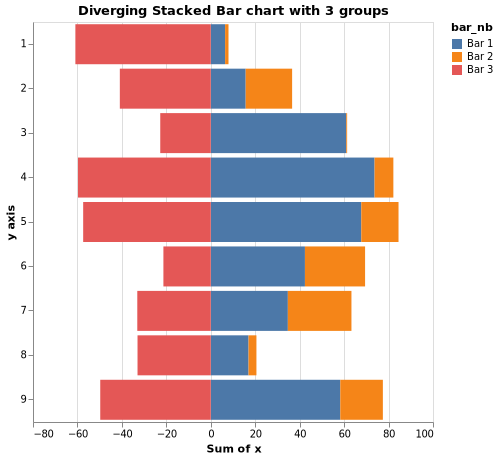 Diverging Stacked Bar chart with 3 groups
bar_nb
Bar 1
Bar 2
Bar 3
y axis
1
2
3
4
5
6
7
8
9
−80 −60 −40 −20 0 20 40 60 80 100
Sum of x